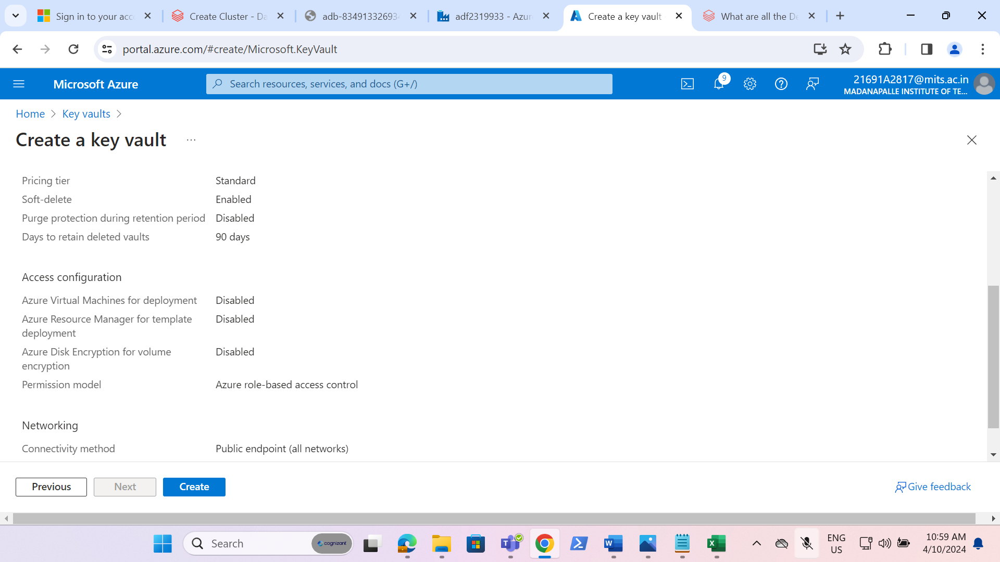 Sign in to your acc
Create Cluster - Da
adb-83491332693
adf2319933 - Azur
Create a key vault
What are all the De
portal.azure.com/#create/Microsoft.KeyVault
Microsoft Azure
Search resources, services, and docs (G+/)
9
21691A2817@mits.ac.in
MADANAPALLE INSTITUTE OF TE...
Home
Key vaults
Create a key vault
...
Pricing tier Standard
Soft-delete Enabled
Purge protection during retention period Disabled
Days to retain deleted vaults 90 days
Access configuration
Azure Virtual Machines for deployment Disabled
Azure Resource Manager for template Disabled
deployment
Azure Disk Encryption for volume Disabled
encryption
Permission model Azure role-based access control
Networking
Connectivity method Public endpoint (all networks)
Previous
Next
Create
Give feedback
Search
cognizant
ENG
US
10:59 AM
4/10/2024